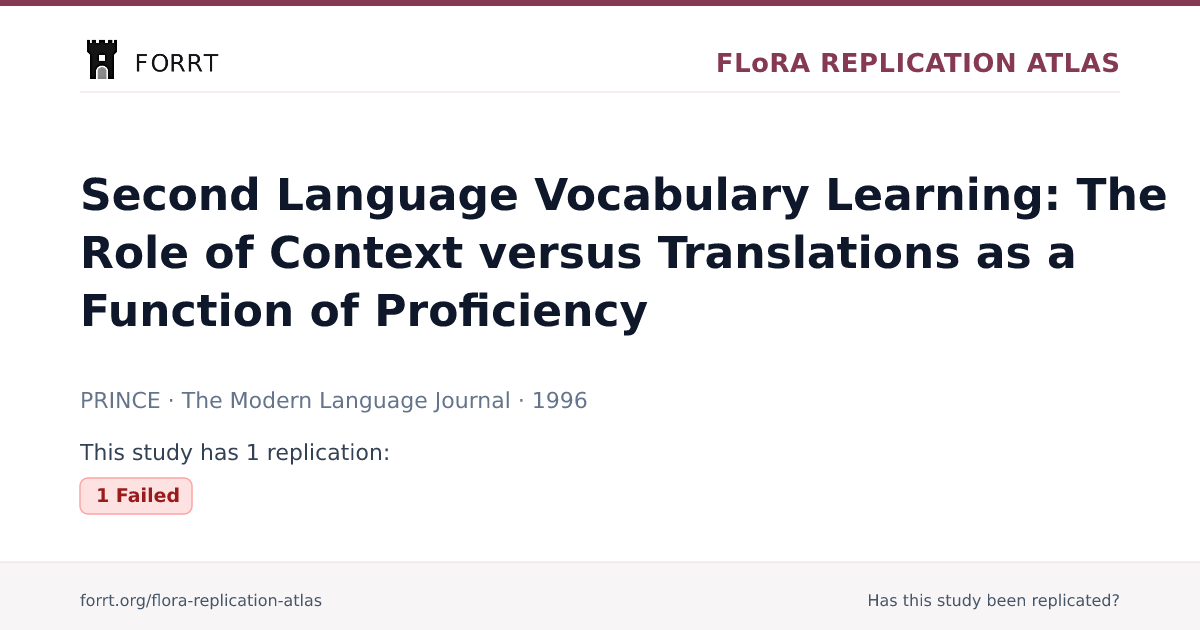 FORRT
FLoRA REPLICATION ATLAS
Second Language Vocabulary Learning: The
Role of Context versus Translations as a
Function of Proficiency
PRINCE · The Modern Language Journal · 1996
This study has 1 replication:
1 Failed
forrt.org/flora-replication-atlas
Has this study been replicated?